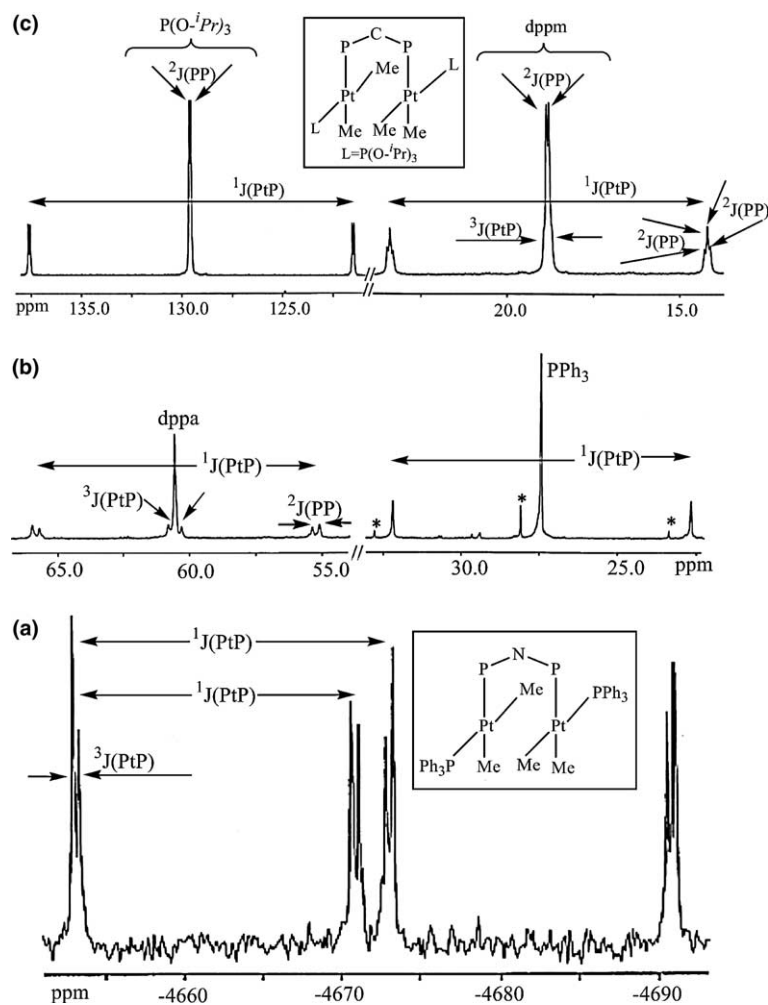 (c)
P(O-ⁱPr)₃
²J(PP)
P C P
Me L
Pt Pt
L
Me Me Me
L=P(O-ⁱPr)₃
dppm
²J(PP)
¹J(PtP)
¹J(PtP)
²J(PP)
³J(PtP)
²J(PP)
ppm 135.0 130.0 125.0 20.0 15.0
(b)
PPh₃
dppa
¹J(PtP)
¹J(PtP)
³J(PtP)
²J(PP)
* * *
65.0 60.0 55.0 30.0 25.0 ppm
(a)
¹J(PtP)
¹J(PtP)
³J(PtP)
P N P
Me PPh₃
Pt Pt
Ph₃P Me Me Me
ppm -4660 -4670 -4680 -4690